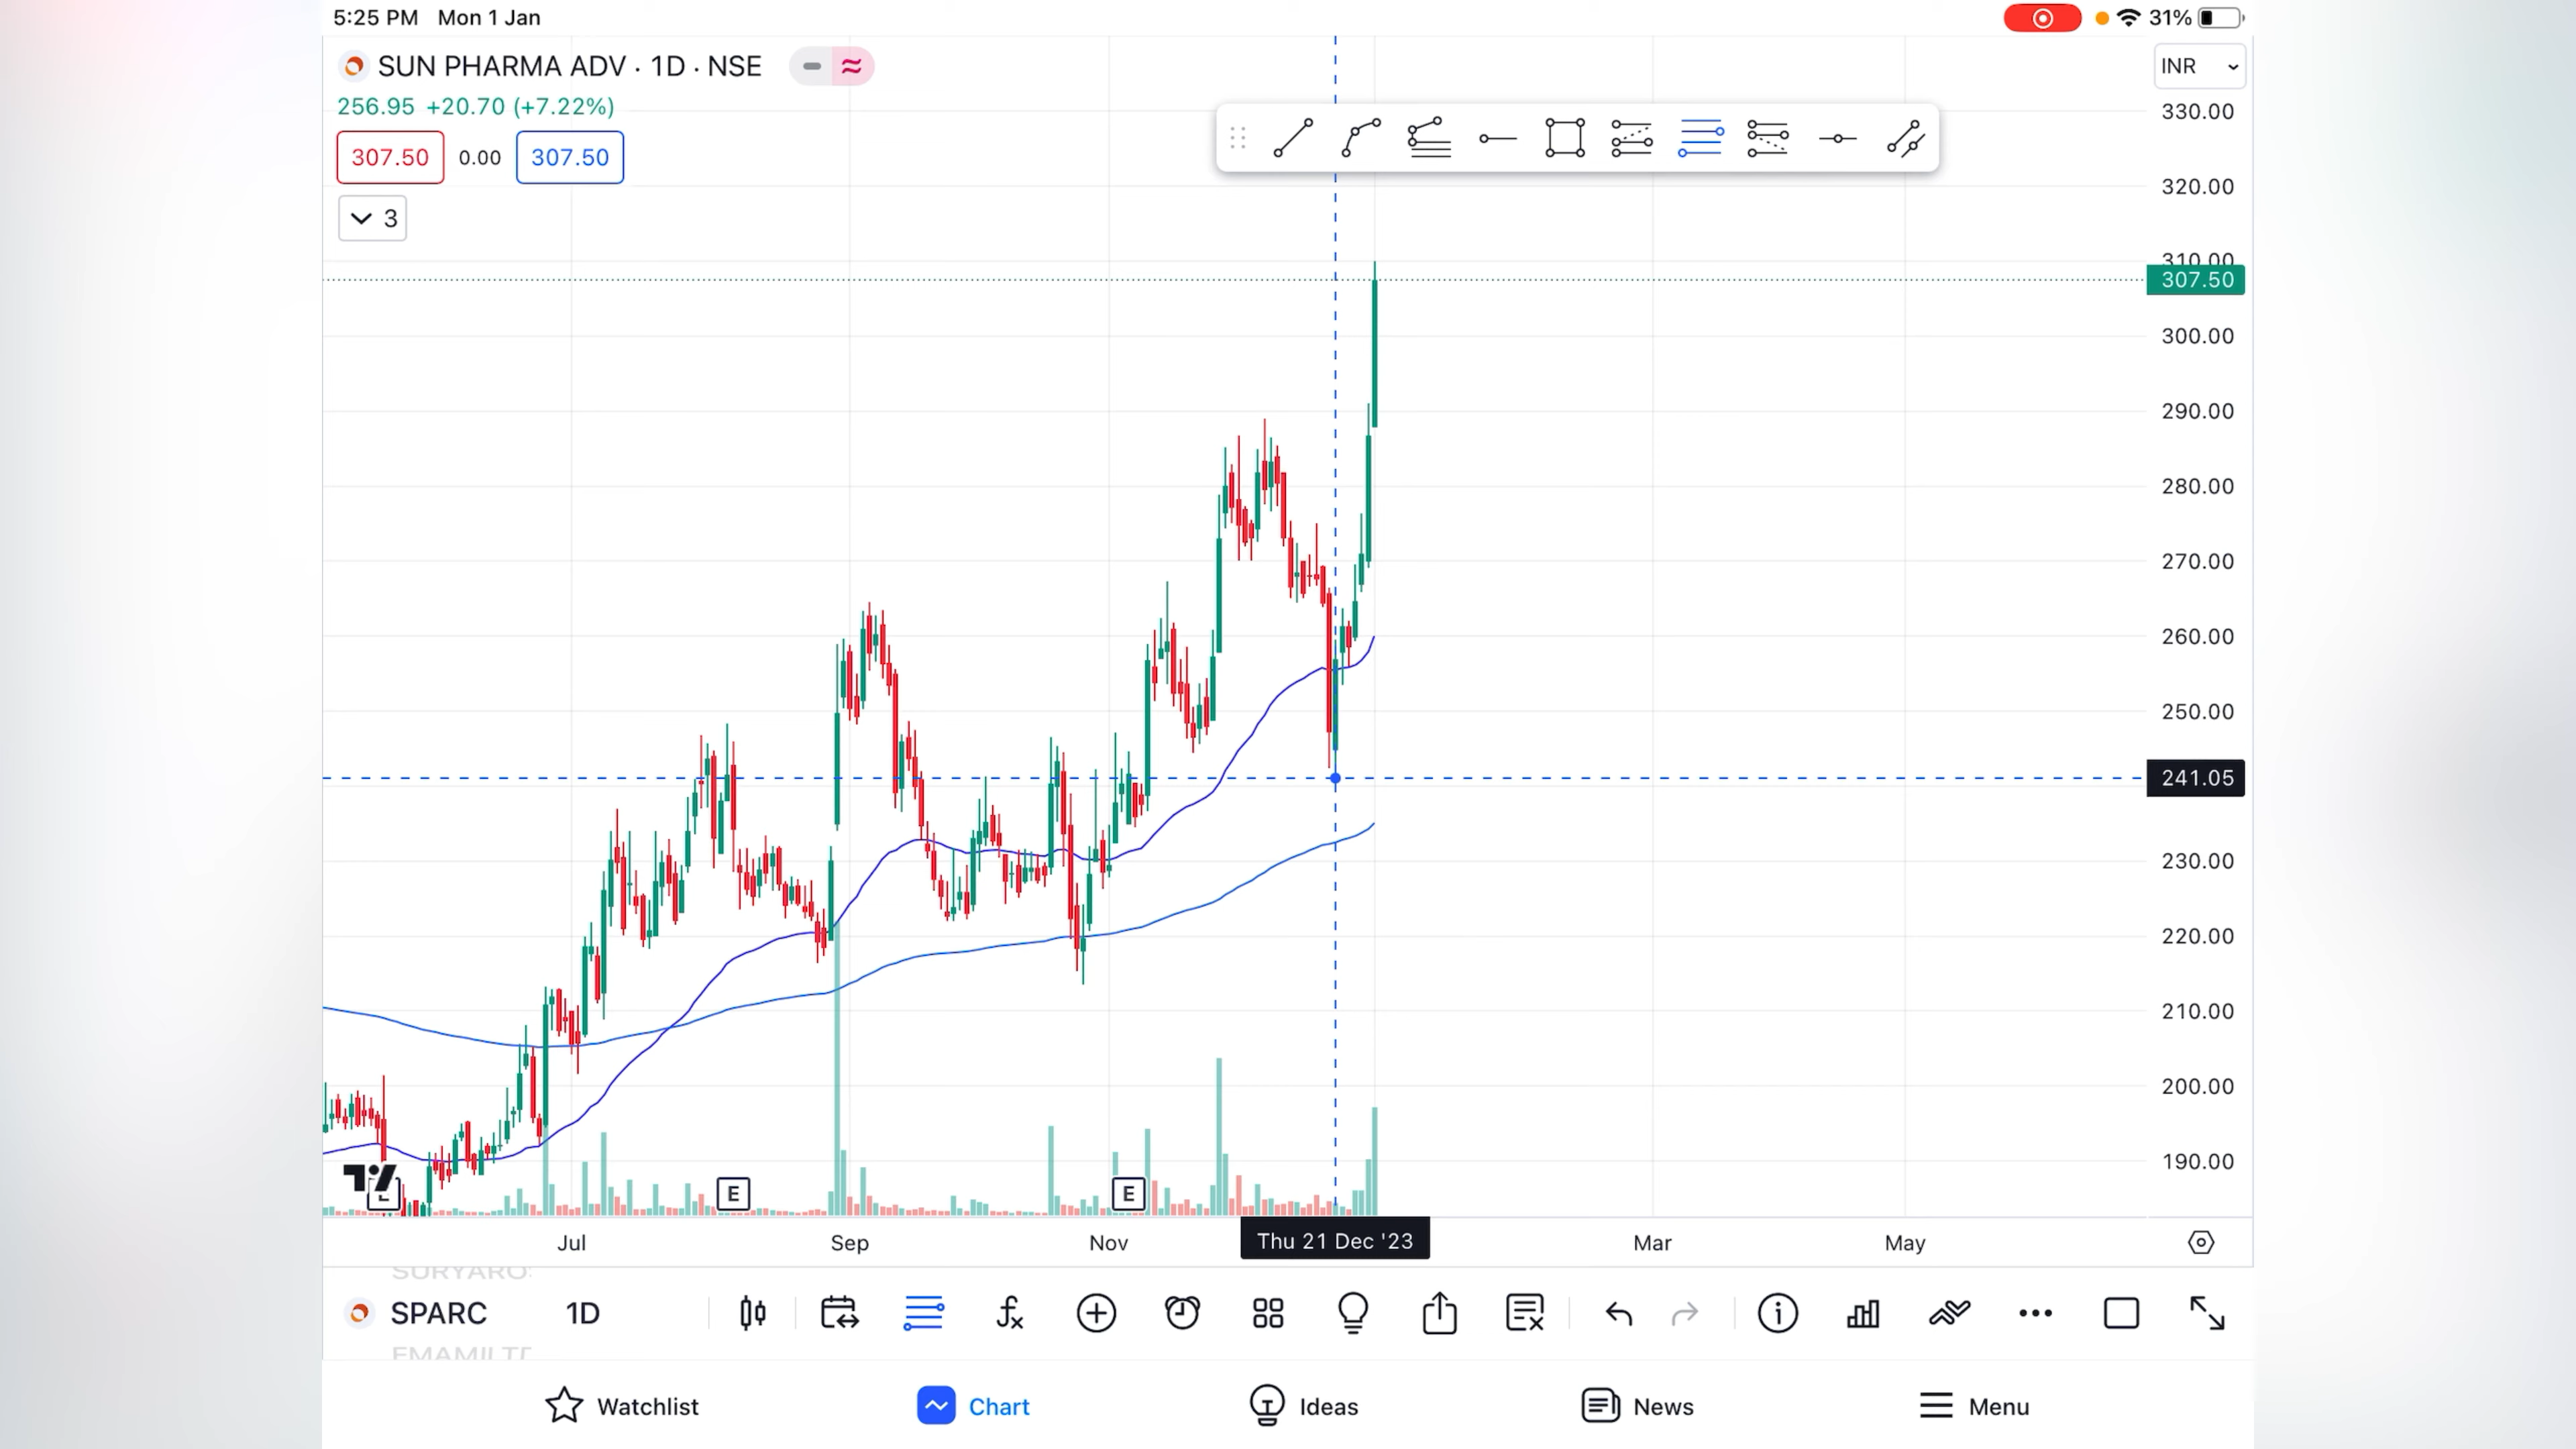 5:25 PM Mon 1 Jan
31%
SUN PHARMA ADV · 1D · NSE
INR
256.95 +20.70 (+7.22%)
307.50 0.00 307.50
3
330.00
320.00
310.00
307.50
300.00
290.00
280.00
270.00
260.00
250.00
241.05
230.00
220.00
210.00
200.00
190.00
E
E
Jul
Sep
Nov
Thu 21 Dec '23
Mar
May
SPARC 1D
Watchlist
Chart
Ideas
News
Menu